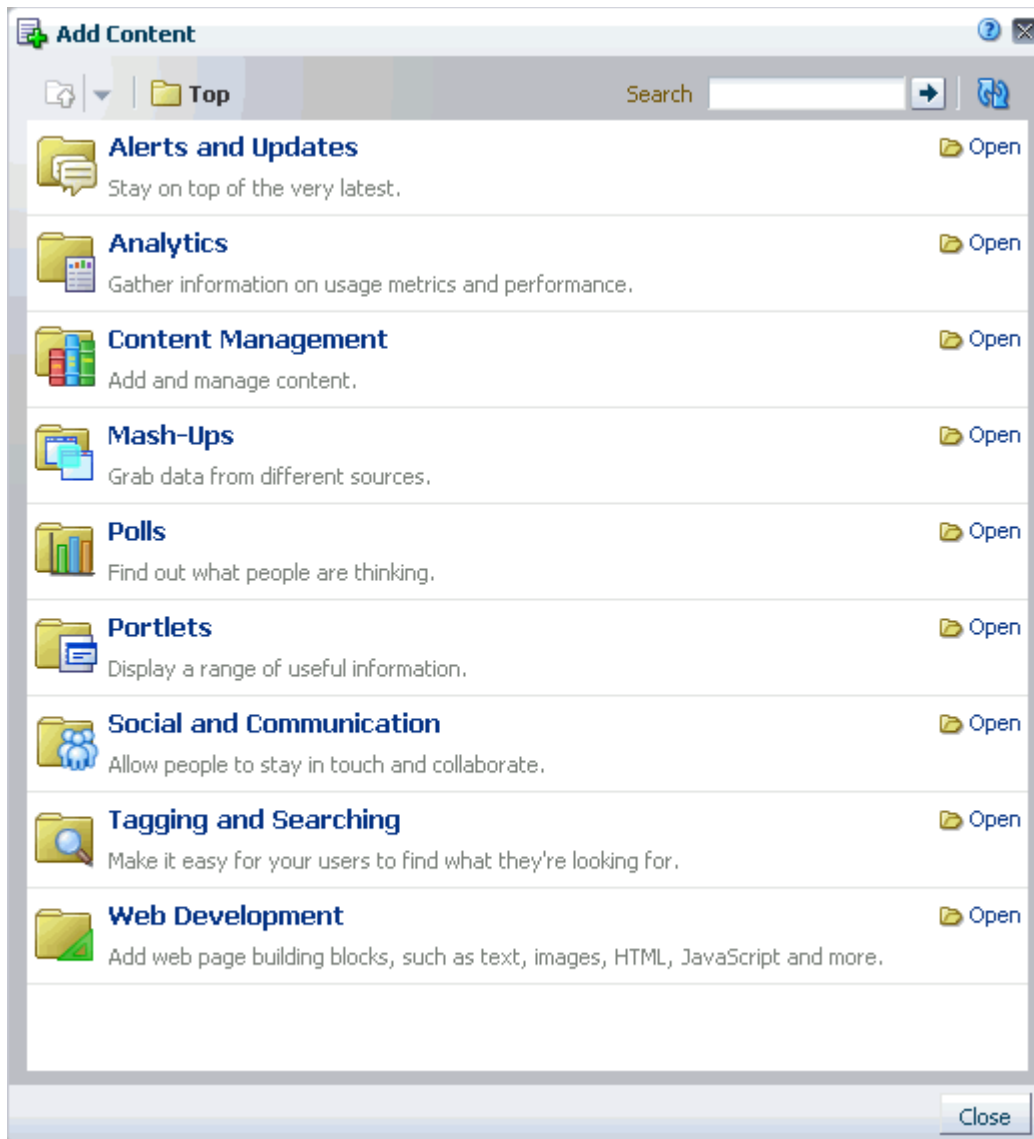 Add Content
Top Search
Alerts and Updates Open
Stay on top of the very latest.
Analytics Open
Gather information on usage metrics and performance.
Content Management Open
Add and manage content.
Mash-Ups Open
Grab data from different sources.
Polls Open
Find out what people are thinking.
Portlets Open
Display a range of useful information.
Social and Communication Open
Allow people to stay in touch and collaborate.
Tagging and Searching Open
Make it easy for your users to find what they're looking for.
Web Development Open
Add web page building blocks, such as text, images, HTML, JavaScript and more.
Close